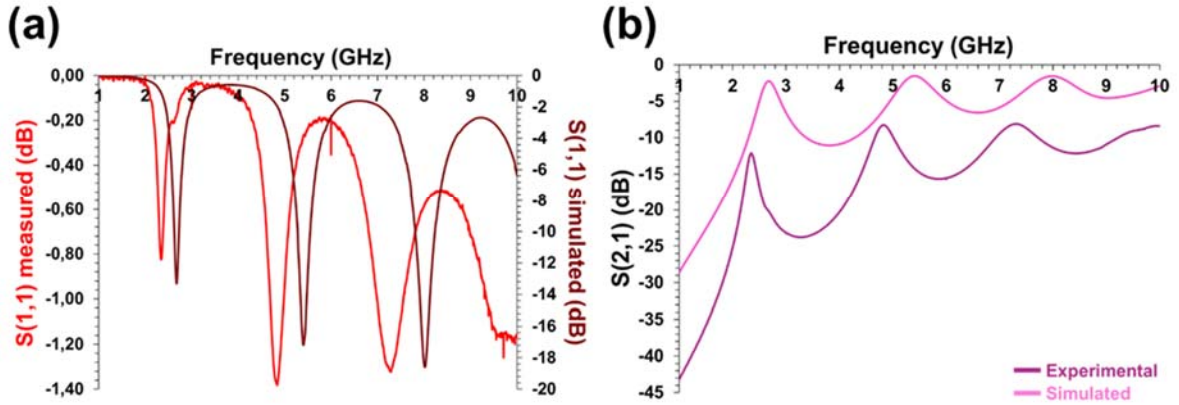 (a)
Frequency (GHz)
1 2 3 4 5 6 7 8 9 10
0,00
-0,20
-0,40
-0,60
-0,80
-1,00
-1,20
-1,40
S(1,1) measured (dB)
0
-2
-4
-6
-8
-10
-12
-14
-16
-18
-20
S(1,1) simulated (dB)
(b)
Frequency (GHz)
1 2 3 4 5 6 7 8 9 10
0
-5
-10
-15
-20
-25
-30
-35
-40
-45
S(2,1) (dB)
Experimental
Simulated